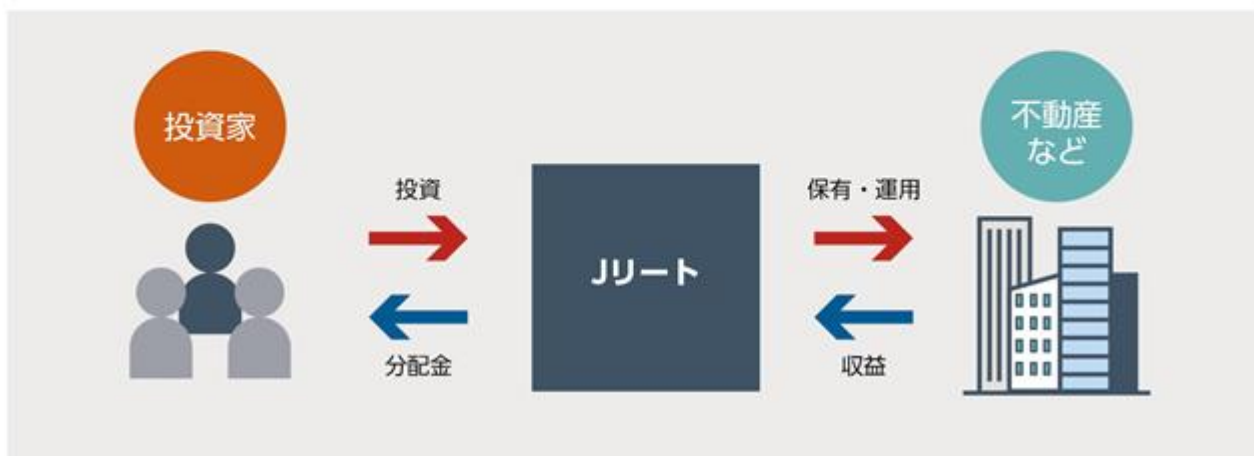 投資家
投資
分配金
Jリート
保有・運用
収益
不動産
など